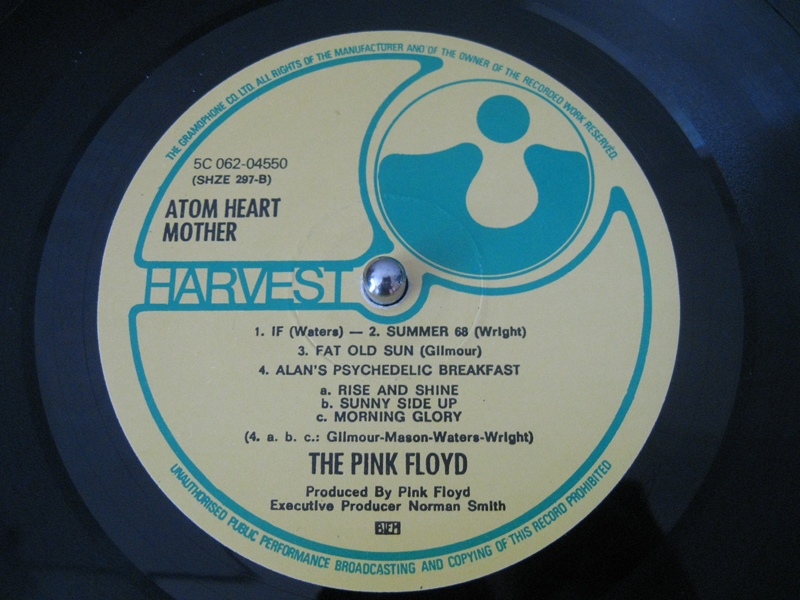 THE GRAMOPHONE CO. LTD. ALL RIGHTS OF THE MANUFACTURER AND OF THE OWNER OF THE RECORDED WORK RESERVED.
5C 062-04550
(SHZE 297-B)
ATOM HEART
MOTHER
HARVEST
1. IF (Waters) — 2. SUMMER 68 (Wright)
3. FAT OLD SUN (Gilmour)
4. ALAN'S PSYCHEDELIC BREAKFAST
a. RISE AND SHINE
b. SUNNY SIDE UP
c. MORNING GLORY
(4. a. b. c.: Gilmour-Mason-Waters-Wright)
THE PINK FLOYD
Produced By Pink Floyd
Executive Producer Norman Smith
UNAUTHORISED PUBLIC PERFORMANCE BROADCASTING AND COPYING OF THIS RECORD PROHIBITED